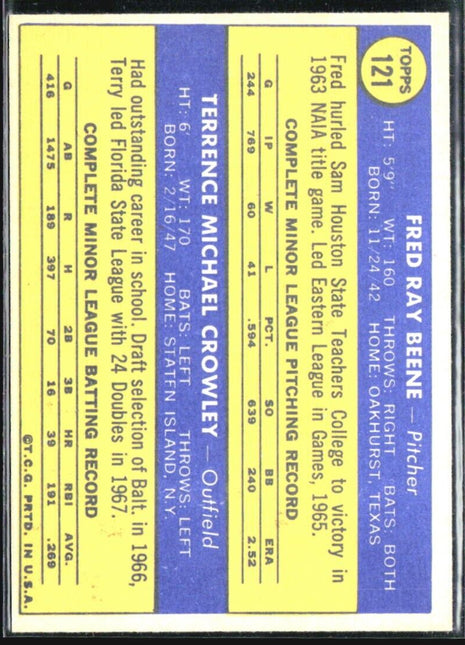 TOPPS
121
FRED RAY BEENE — Pitcher
HT: 5'9" WT: 160 THROWS: RIGHT BATS: BOTH
BORN: 11/24/42 HOME: OAKHURST, TEXAS
Fred hurled Sam Houston State Teachers College to victory in
1963 NAIA title game. Led Eastern League in Games, 1965.
COMPLETE MINOR LEAGUE PITCHING RECORD
G IP W L PCT. SO BB ERA
244 769 60 41 .594 639 240 2.52
TERRENCE MICHAEL CROWLEY — Outfield
HT: 6' WT: 170 BATS: LEFT THROWS: LEFT
BORN: 2/16/47 HOME: STATEN ISLAND, N.Y.
Had outstanding career in school. Draft selection of Balt. in 1966,
Terry led Florida State League with 24 Doubles in 1967.
COMPLETE MINOR LEAGUE BATTING RECORD
G AB R H 2B 3B HR RBI AVG.
416 1475 189 397 70 16 39 191 .269
©T.C.G. PRTD. IN U.S.A.